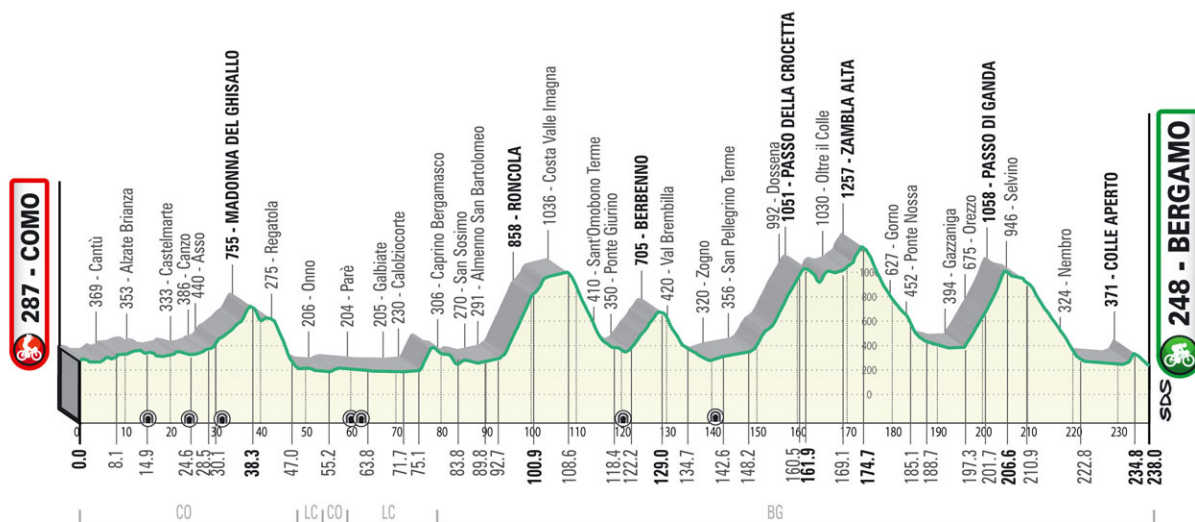 287 - COMO
369 - Cantù
353 - Alzate Brianza
333 - Castelmarte
386 - Canzo
440 - Asso
755 - MADONNA DEL GHISALLO
275 - Regatola
206 - Onno
204 - Parè
205 - Galbiate
230 - Calolziocorte
306 - Caprino Bergamasco
270 - San Sosimo
291 - Almenno San Bartolomeo
858 - RONCOLA
1036 - Costa Valle Imagna
410 - Sant'Omobono Terme
350 - Ponte Giurino
705 - BERBENNO
420 - Val Brembilla
320 - Zogno
356 - San Pellegrino Terme
992 - Dossena
1051 - PASSO DELLA CROCETTA
1030 - Oltre il Colle
1257 - ZAMBLA ALTA
627 - Gorno
452 - Ponte Nossa
394 - Gazzaniga
675 - Orezzo
1058 - PASSO DI GANDA
946 - Selvino
324 - Nembro
371 - COLLE APERTO
248 - BERGAMO
SDS
1000
800
600
400
200
0
1000
800
600
400
200
0
0 10 20 30 40 50 60 70 80 90 100 110 120 130 140 150 160 170 180 190 200 210 220 230
0.0 8.1 14.9 24.6 28.5 30.1 38.3 47.0 55.2 63.8 71.7 75.1 83.8 89.8 92.7 100.9 108.6 118.4 122.2 129.0 134.7 142.6 148.2 160.5 161.9 169.1 174.7 185.1 188.7 197.3 201.7 206.6 210.9 222.8 234.8 238.0
CO LC CO LC BG